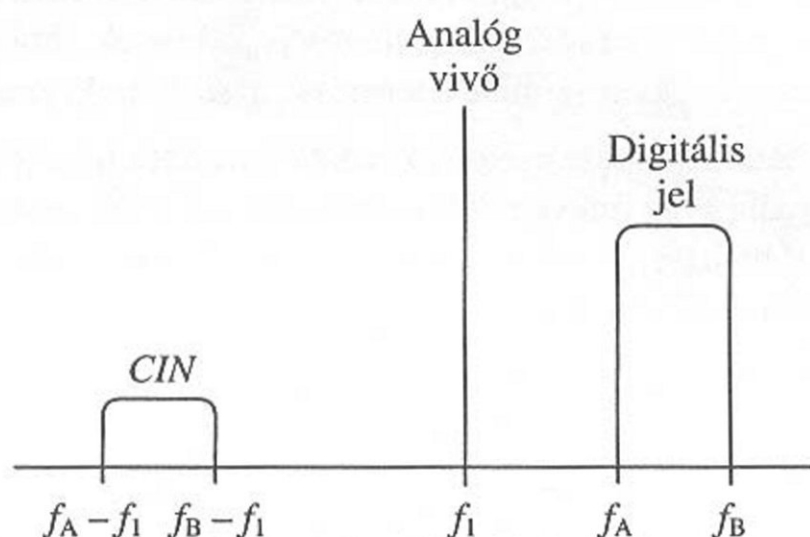 Analóg
vivő
Digitális
jel
CIN
fA – f1 fB – f1 f1 fA fB